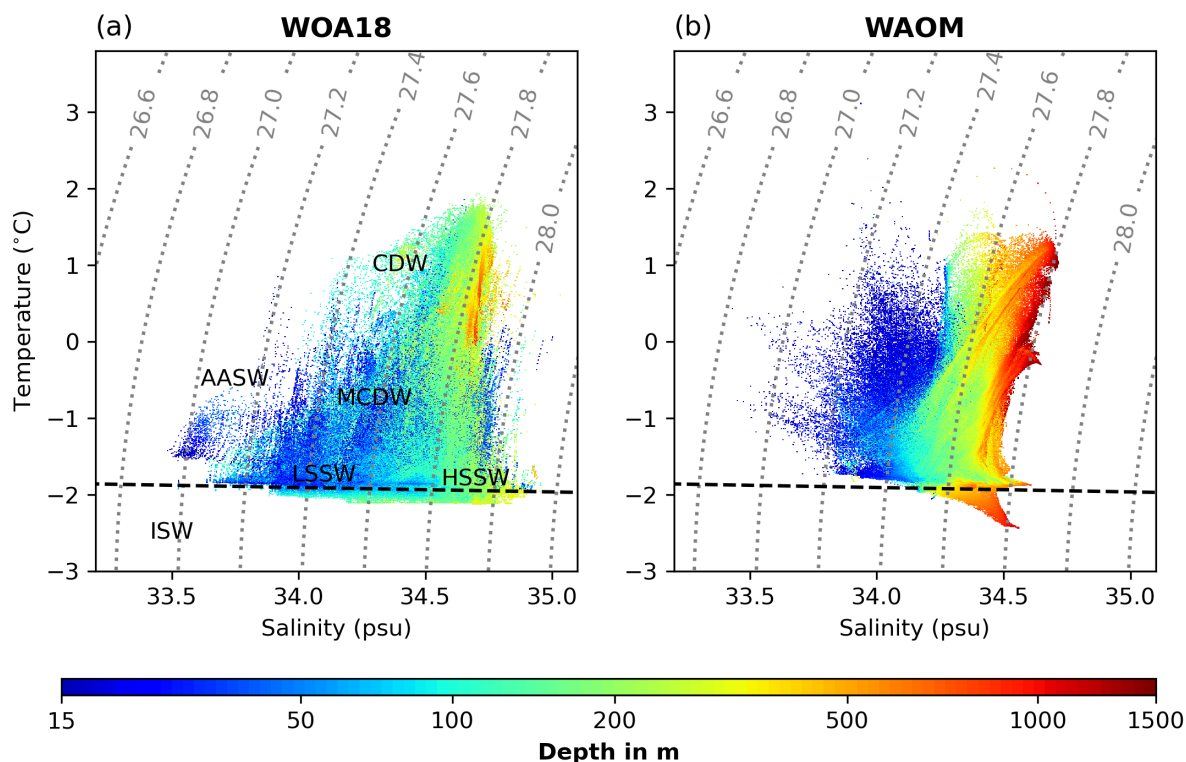 (a) WOA18
(b) WAOM
26.6 26.8 27.0 27.2 27.4 27.6 27.8 28.0
26.6 26.8 27.0 27.2 27.4 27.6 27.8 28.0
3
2
1
0
−1
−2
−3
Temperature (°C)
CDW
AASW
MCDW
LSSW
HSSW
ISW
33.5 34.0 34.5 35.0
Salinity (psu)
3
2
1
0
−1
−2
−3
33.5 34.0 34.5 35.0
Salinity (psu)
15 50 100 200 500 1000 1500
Depth in m